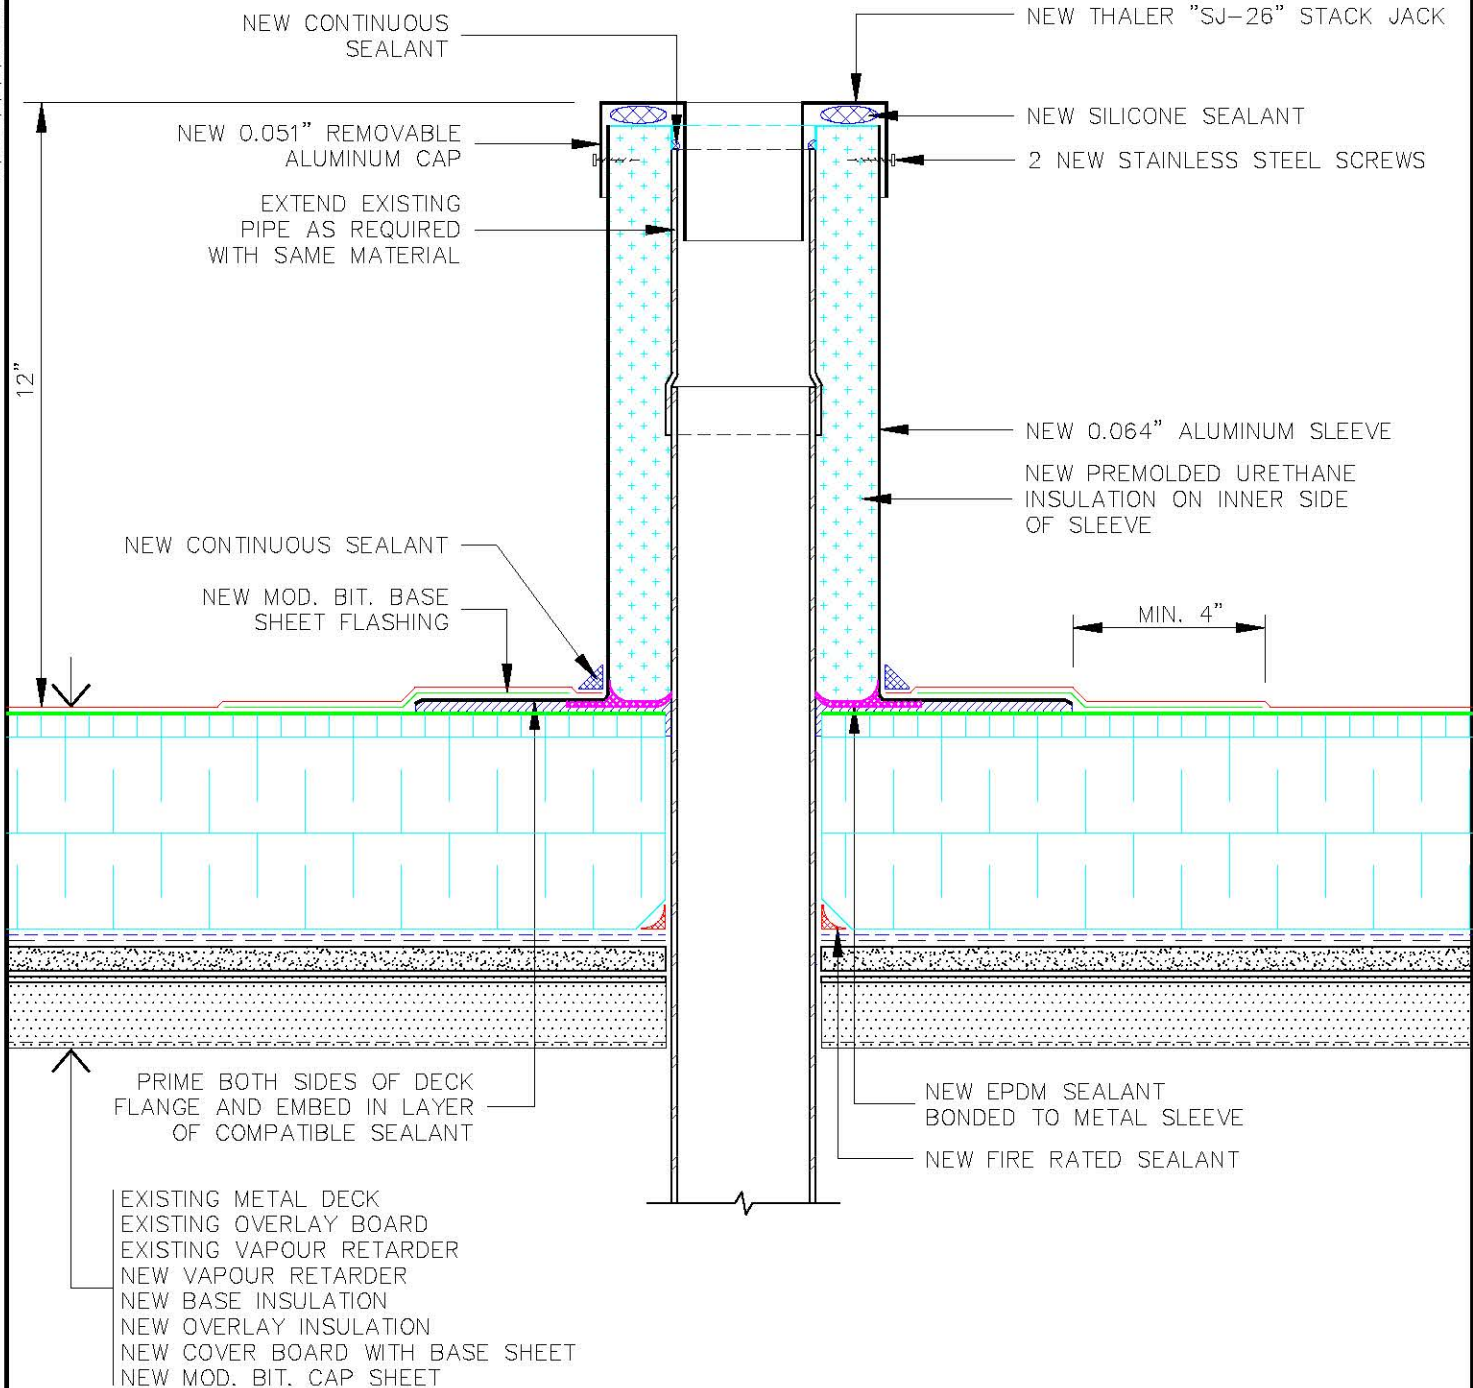 NEW CONTINUOUS
SEALANT
NEW THALER "SJ-26" STACK JACK
NEW 0.051" REMOVABLE
ALUMINUM CAP
NEW SILICONE SEALANT
2 NEW STAINLESS STEEL SCREWS
EXTEND EXISTING
PIPE AS REQUIRED
WITH SAME MATERIAL
12"
NEW 0.064" ALUMINUM SLEEVE
NEW PREMOLDED URETHANE
INSULATION ON INNER SIDE
OF SLEEVE
NEW CONTINUOUS SEALANT
NEW MOD. BIT. BASE
SHEET FLASHING
MIN. 4"
PRIME BOTH SIDES OF DECK
FLANGE AND EMBED IN LAYER
OF COMPATIBLE SEALANT
NEW EPDM SEALANT
BONDED TO METAL SLEEVE
NEW FIRE RATED SEALANT
EXISTING METAL DECK
EXISTING OVERLAY BOARD
EXISTING VAPOUR RETARDER
NEW VAPOUR RETARDER
NEW BASE INSULATION
NEW OVERLAY INSULATION
NEW COVER BOARD WITH BASE SHEET
NEW MOD. BIT. CAP SHEET